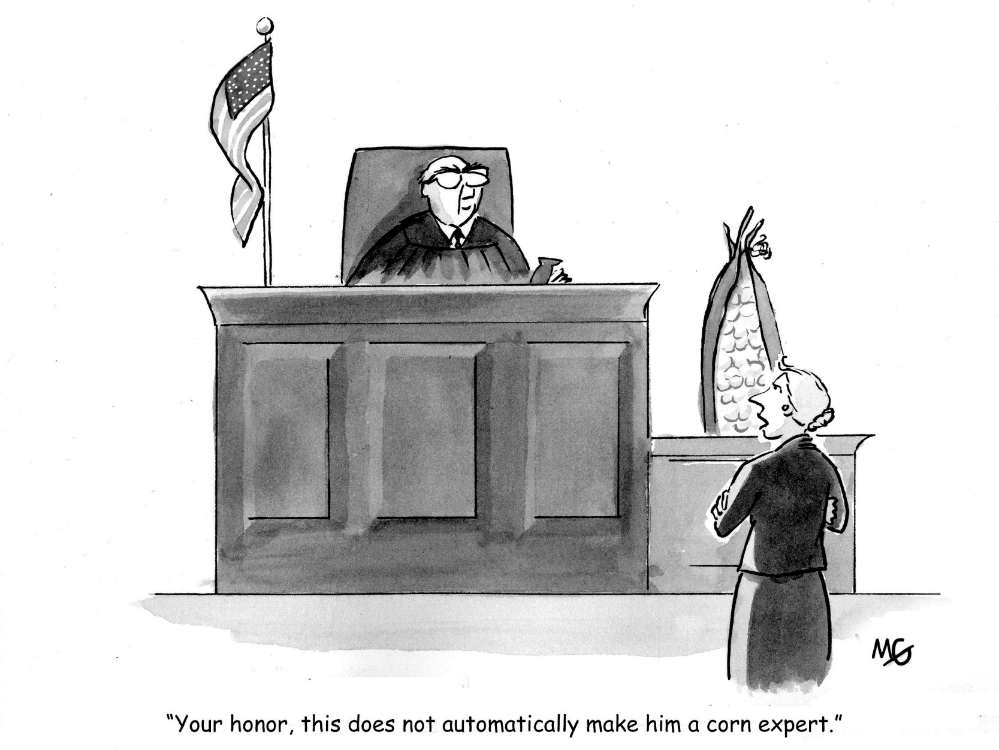 MG
“Your honor, this does not automatically make him a corn expert.”